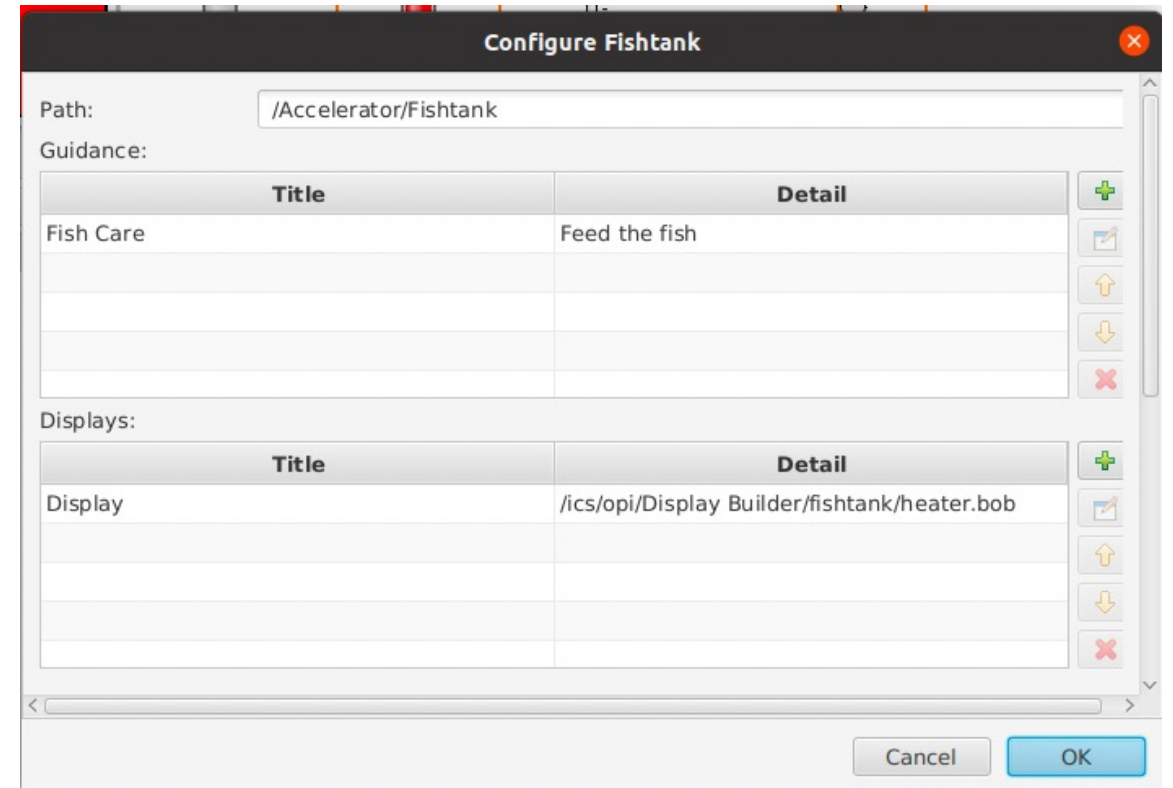 Configure Fishtank
Path: /Accelerator/Fishtank
Guidance:
Title Detail
Fish Care Feed the fish
Displays:
Title Detail
Display /ics/opi/Display Builder/fishtank/heater.bob
Cancel OK